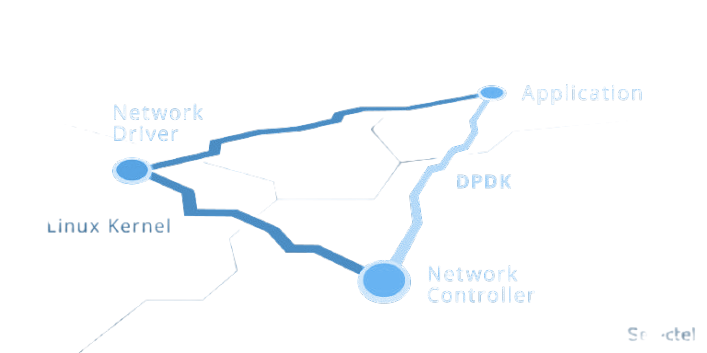 Application
Network
Driver
DPDK
Linux Kernel
Network
Controller